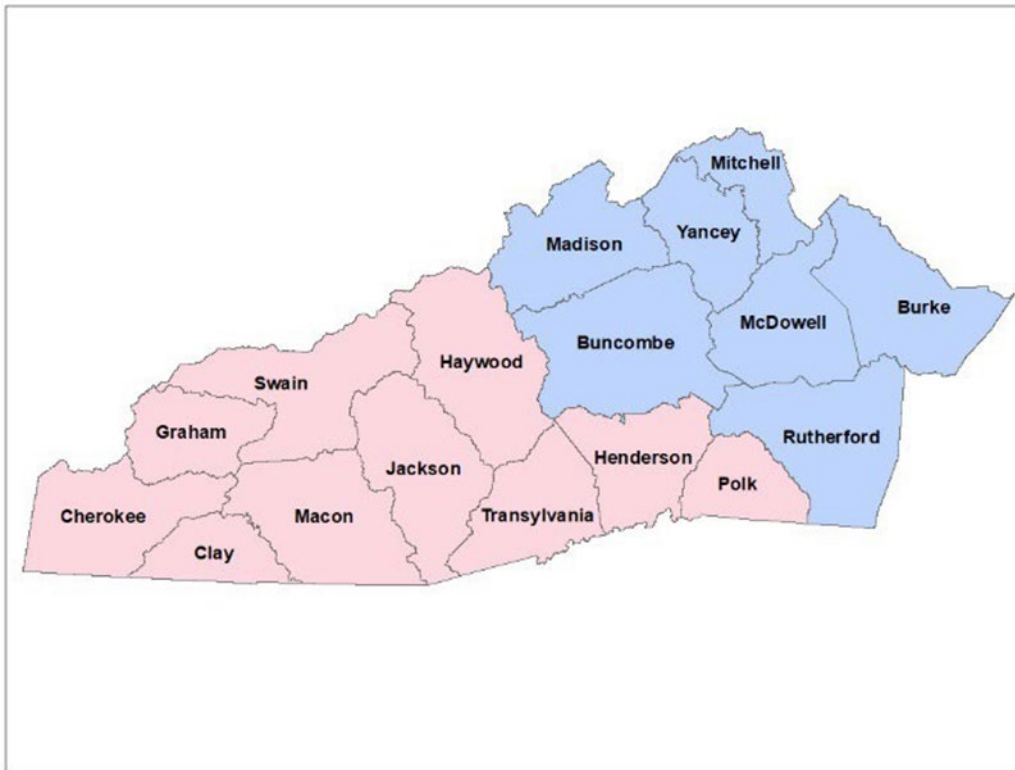 Mitchell
Yancey
Madison
Burke
McDowell
Buncombe
Haywood
Swain
Graham
Rutherford
Henderson
Jackson
Polk
Transylvania
Cherokee
Macon
Clay